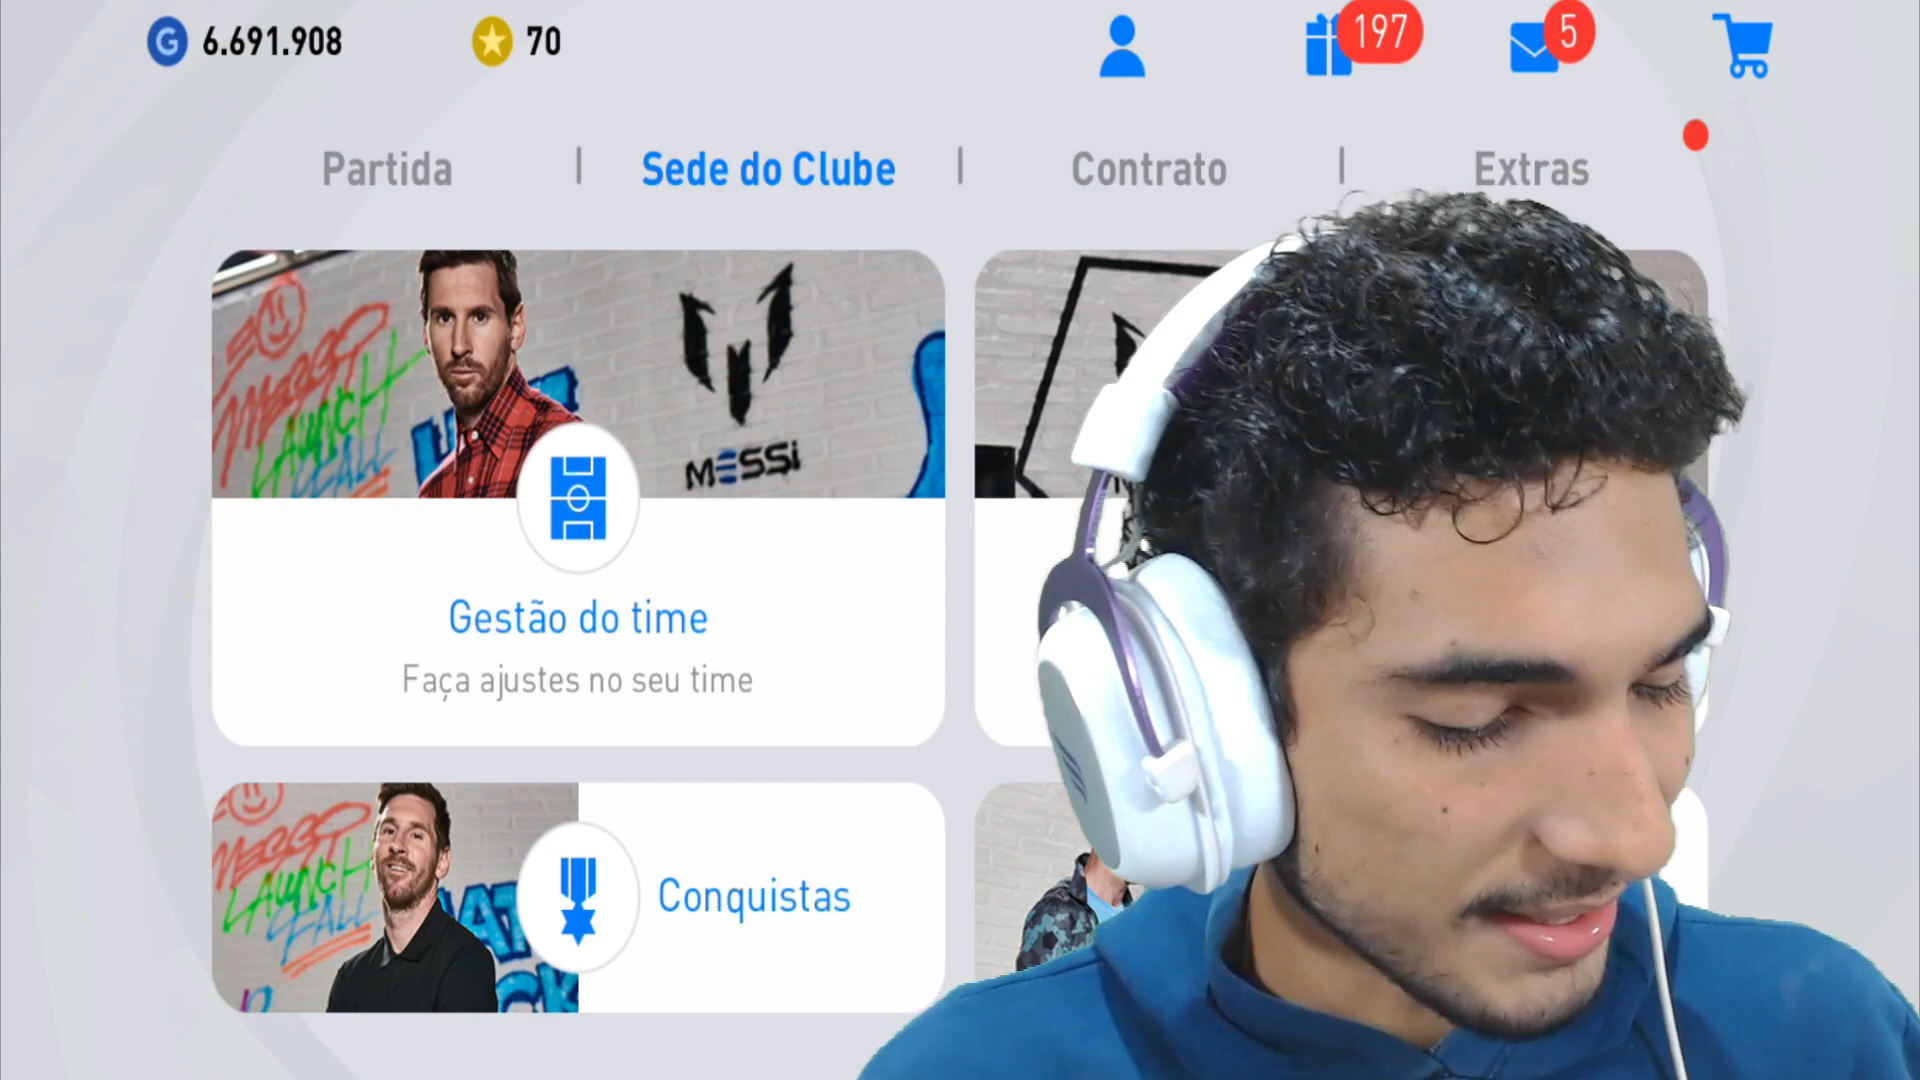 6.691.908
70
197
5
Partida
Sede do Clube
Contrato
Extras
MESSI
Gestão do time
Faça ajustes no seu time
Conquistas